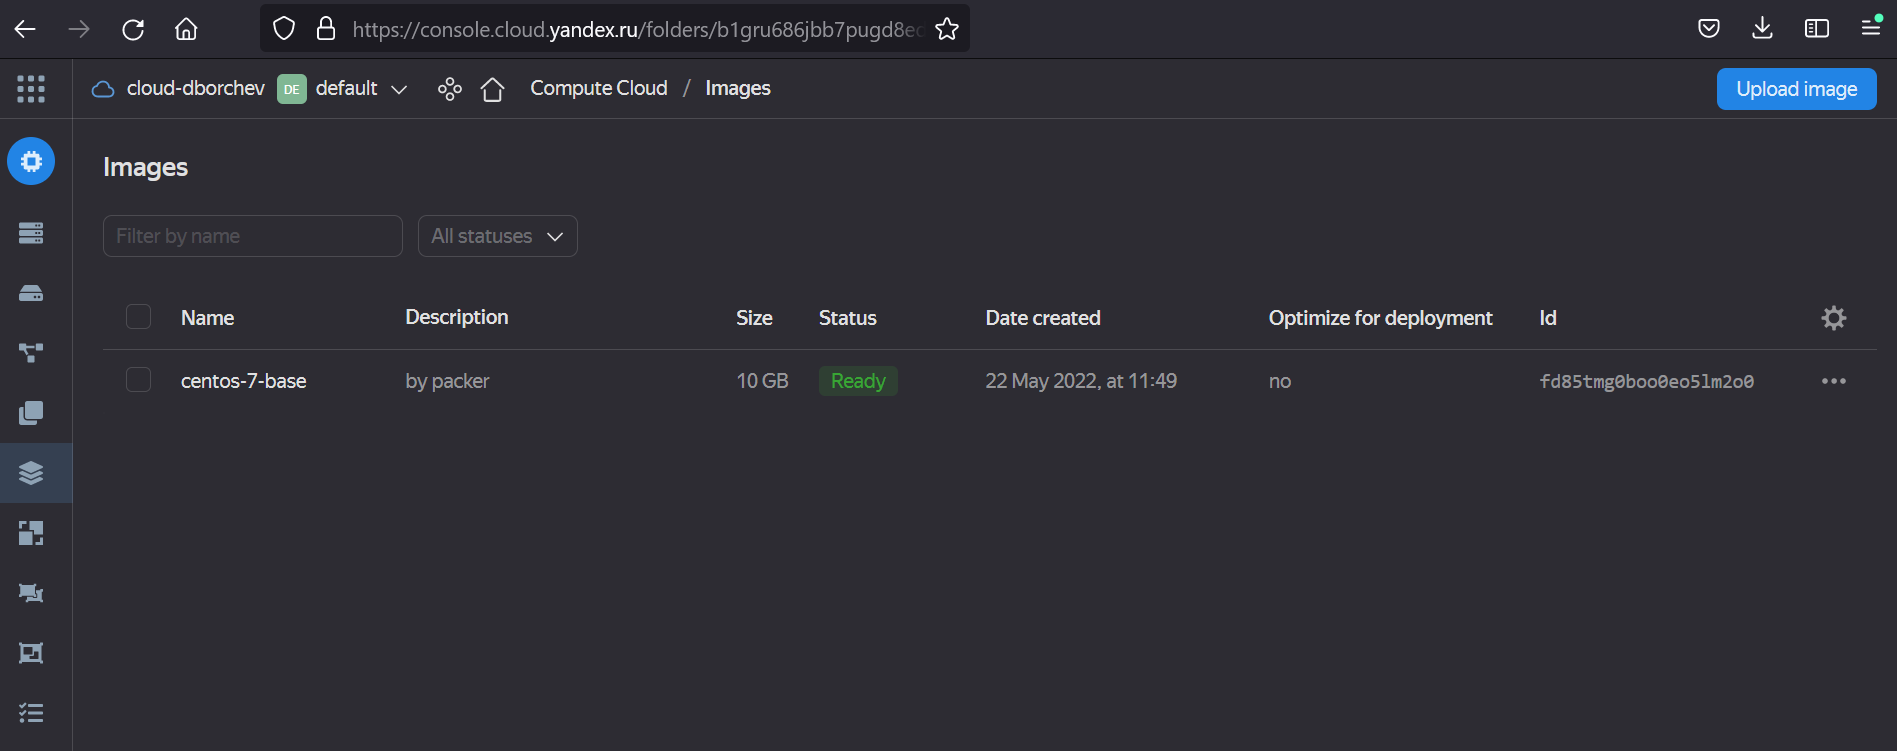 https://console.cloud.yandex.ru/folders/b1gru686jbb7pugd8ec
cloud-dborchev DE default Compute Cloud / Images Upload image
Images
Filter by name All statuses
Name Description Size Status Date created Optimize for deployment Id
centos-7-base by packer 10 GB Ready 22 May 2022, at 11:49 no fd85tmg0boo0eo5lm2o0